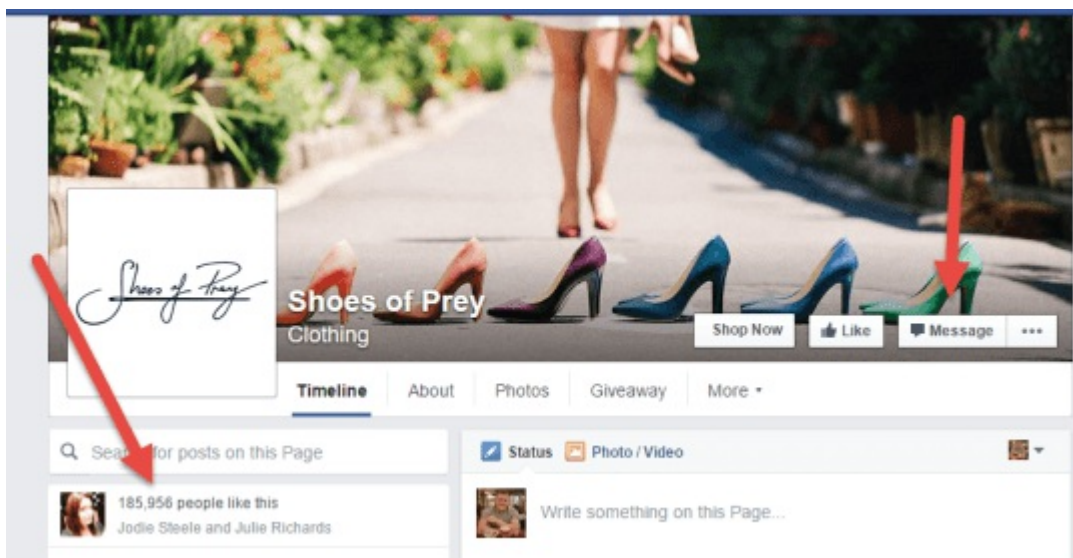 Shoes of Prey
Shoes of Prey
Clothing
Shop Now
Like
Message
Timeline
About
Photos
Giveaway
More
Search for posts on this Page
Status
Photo / Video
185,956 people like this
Jodie Steele and Julie Richards
Write something on this Page...